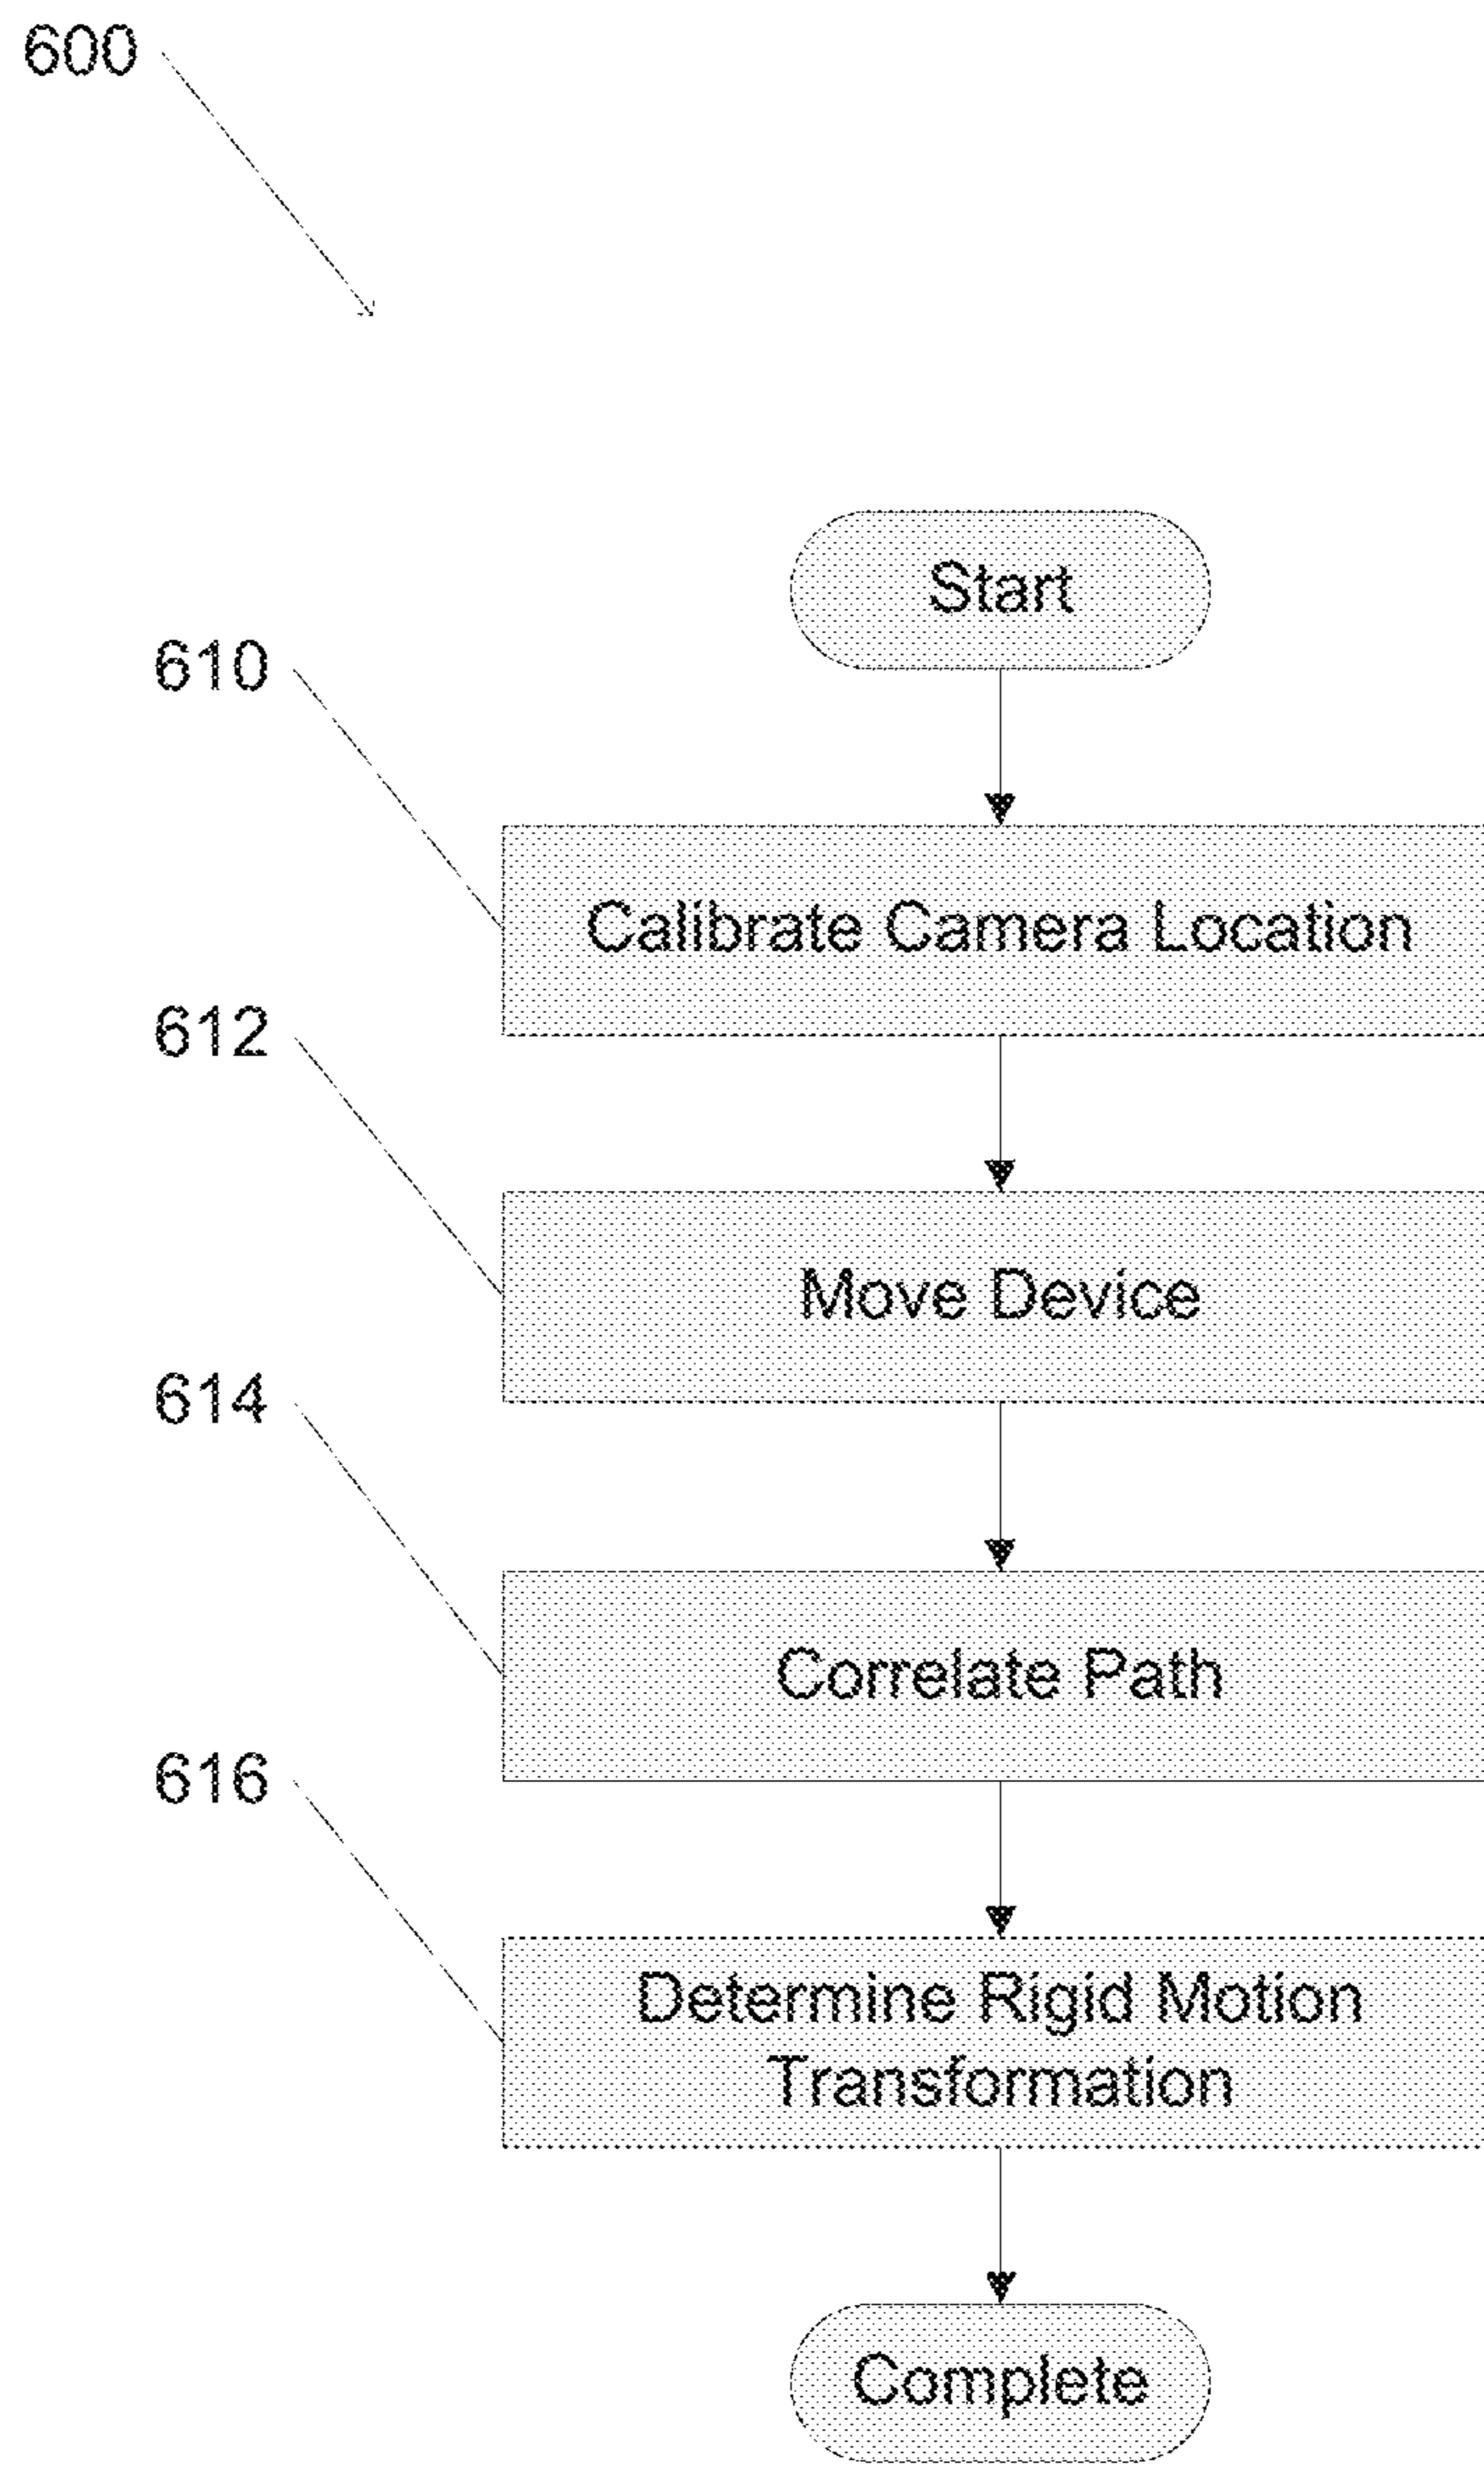 600
Start
610
Calibrate Camera Location
612
Move Device
614
Correlate Path
616
Determine Rigid Motion
Transformation
Complete